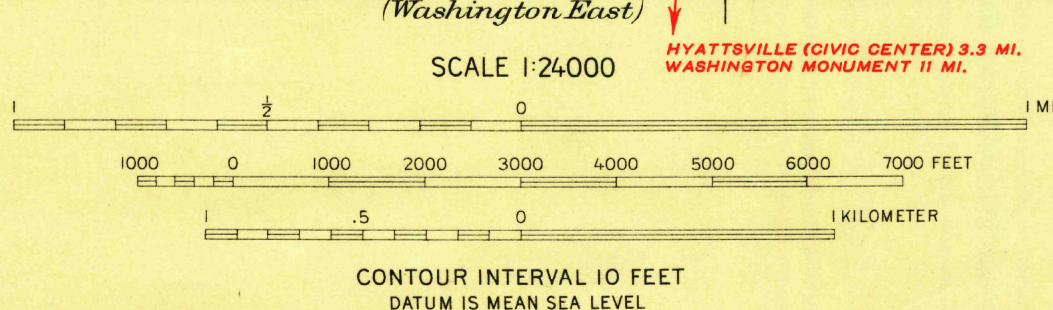 (Washington East)
HYATTSVILLE (CIVIC CENTER) 3.3 MI.
WASHINGTON MONUMENT 11 MI.
SCALE 1:24000
1 ½ 0 1 MI
1000 0 1000 2000 3000 4000 5000 6000 7000 FEET
1 .5 0 1 KILOMETER
CONTOUR INTERVAL 10 FEET
DATUM IS MEAN SEA LEVEL